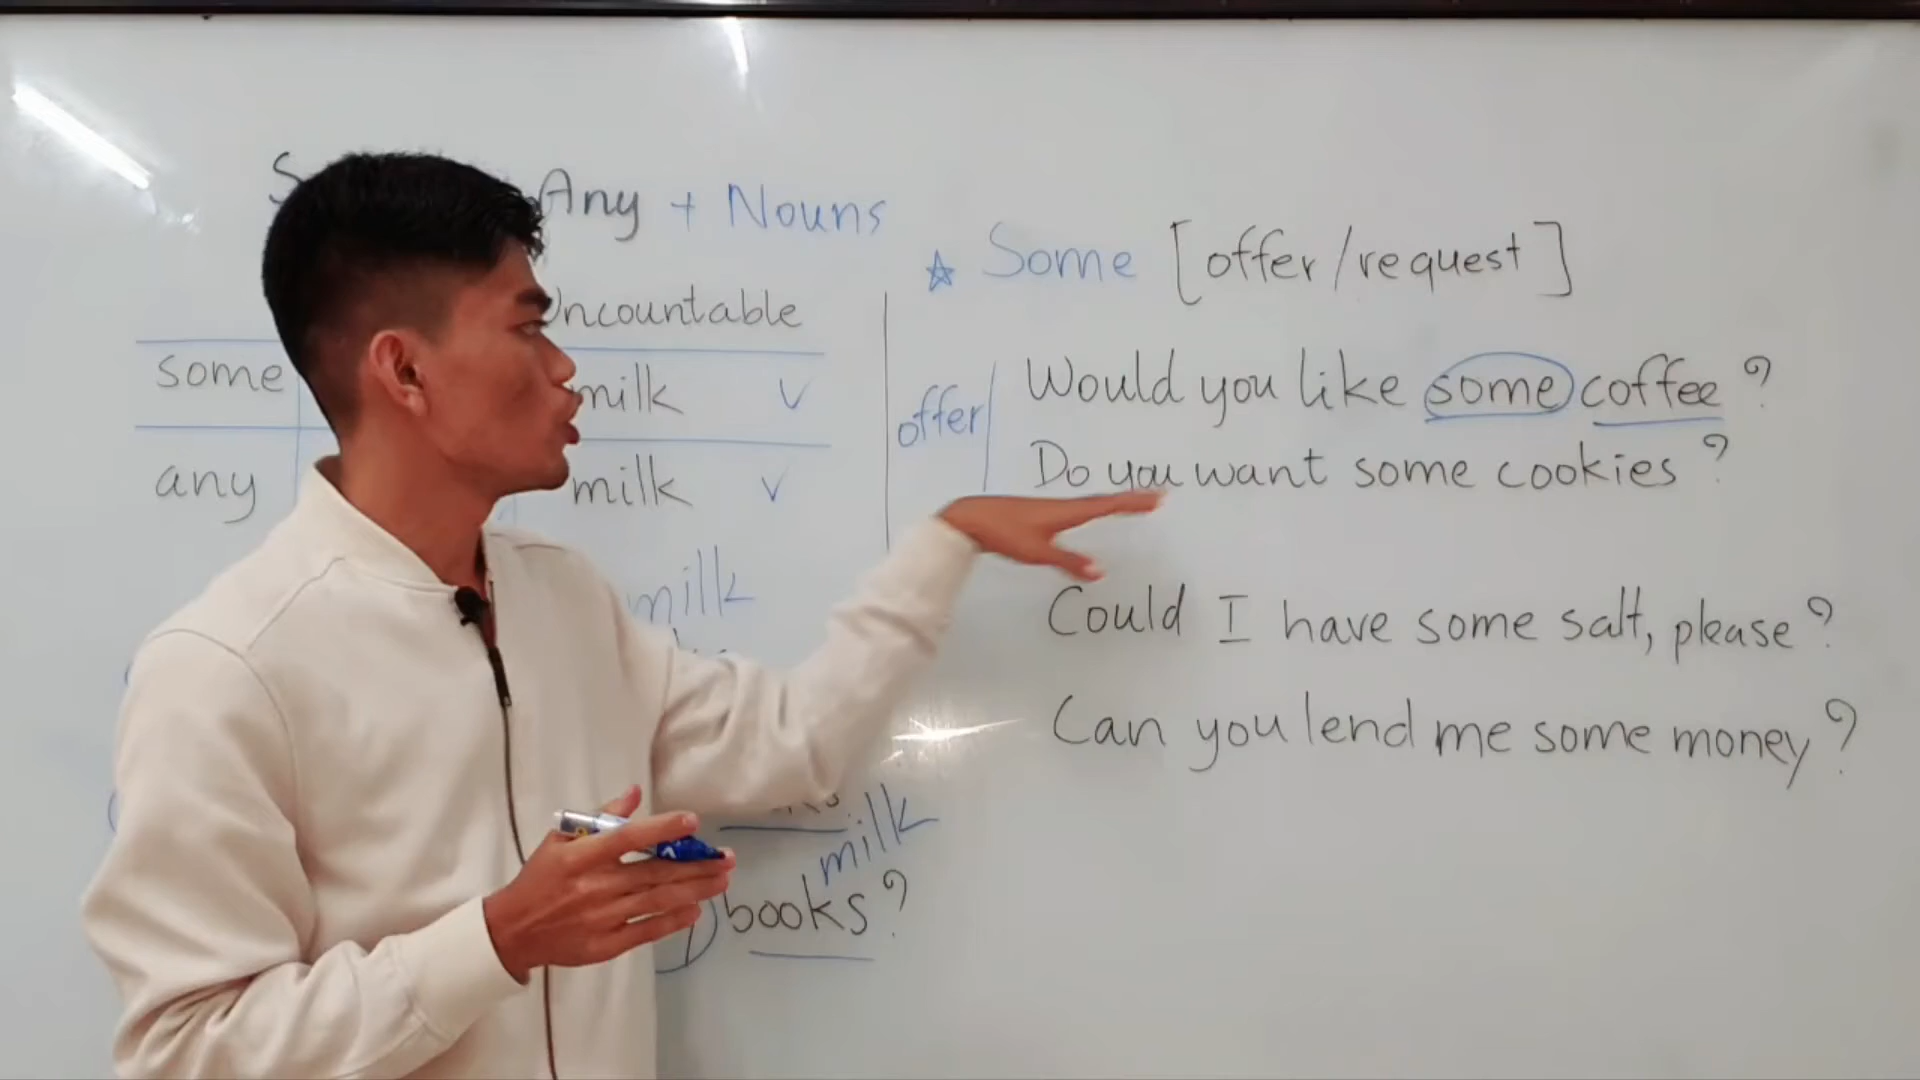 Any + Nouns
Uncountable
some milk v
any milk v
milk
milk
books?
☆ Some [offer/request]
offer
Would you like some coffee?
Do you want some cookies?
Could I have some salt, please?
Can you lend me some money?